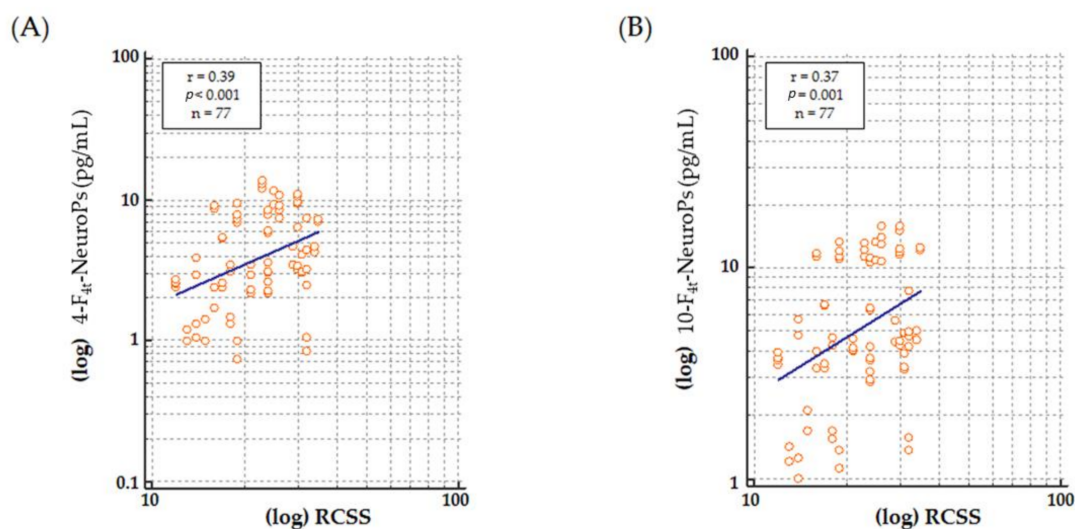 (A)
100
r = 0.39
p < 0.001
n = 77
10
1
0.1
(log) 4-F4t-NeuroPs (pg/mL)
10
100
(log) RCSS
(B)
100
r = 0.37
p = 0.001
n = 77
10
1
(log) 10-F4t-NeuroPs (pg/mL)
10
100
(log) RCSS